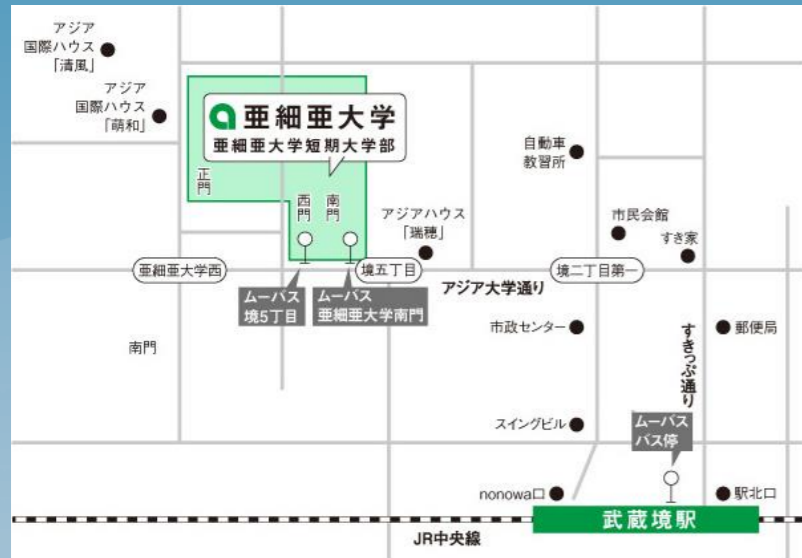 アジア
国際ハウス
「清風」
アジア
国際ハウス
「萌和」
亜細亜大学
亜細亜大学短期大学部
正門
西門
南門
自動車
教習所
アジアハウス
「瑞穂」
市民会館
すき家
亜細亜大学西
境五丁目
境二丁目第一
アジア大学通り
ムーバス
境5丁目
ムーバス
亜細亜大学南門
南門
市政センター
郵便局
すきっぷ通り
スイングビル
ムーバス
バス停
nonowa口
駅北口
武蔵境駅
JR中央線